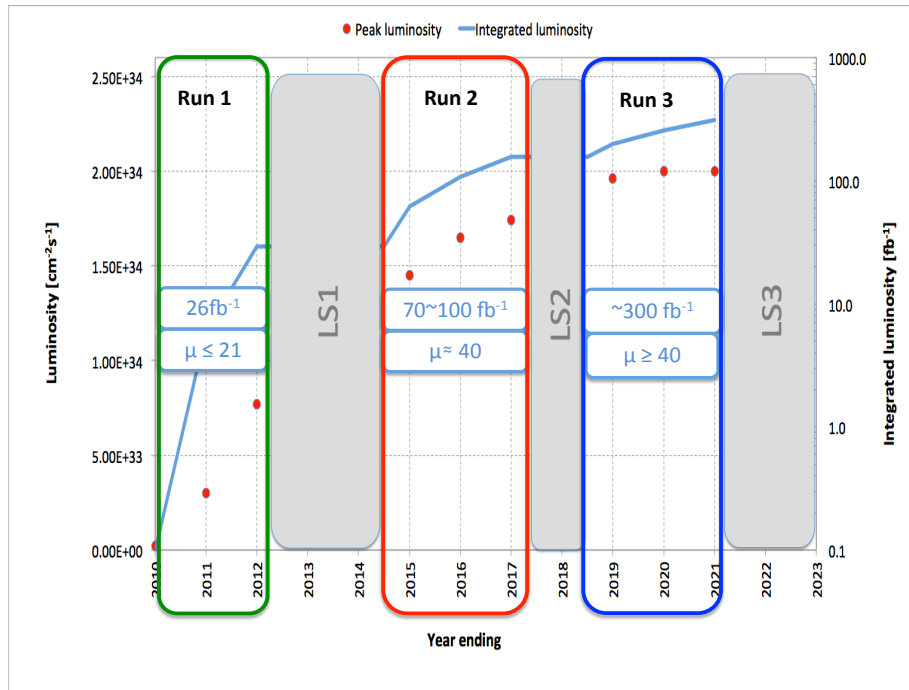 Peak luminosity
Integrated luminosity
2.50E+34
2.00E+34
1.50E+34
1.00E+34
5.00E+33
0.00E+00
Luminosity [cm⁻²s⁻¹]
Run 1
26fb⁻¹
μ ≤ 21
LS1
Run 2
70~100 fb⁻¹
μ≈ 40
LS2
Run 3
~300 fb⁻¹
μ ≥ 40
LS3
1000.0
100.0
10.0
1.0
0.1
Integrated luminosity [fb⁻¹]
2010
2011
2012
2013
2014
2015
2016
2017
2018
2019
2020
2021
2022
2023
Year ending